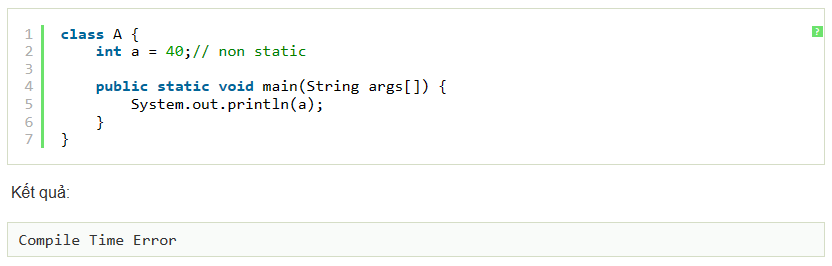 1 class A {
2     int a = 40;// non static
3
4     public static void main(String args[]) {
5         System.out.println(a);
6     }
7 }
?
Kết quả:
Compile Time Error